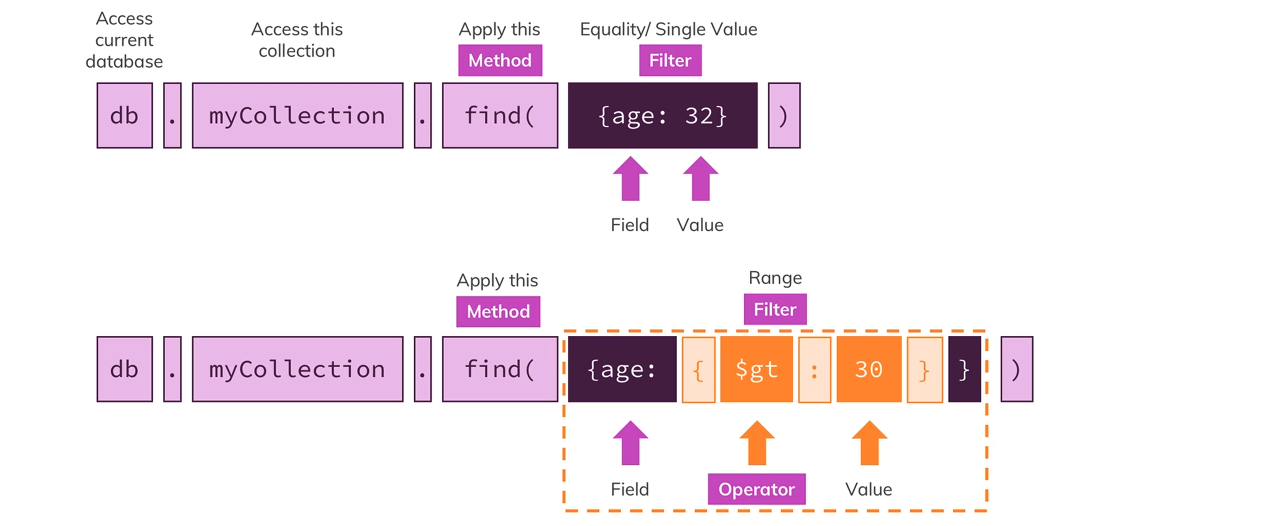 Access
current
database
Access this
collection
Apply this
Method
Equality/ Single Value
Filter
db . myCollection . find( {age: 32} )
Field Value
Apply this
Method
Range
Filter
db . myCollection . find( {age: { $gt : 30 } } )
Field Operator Value